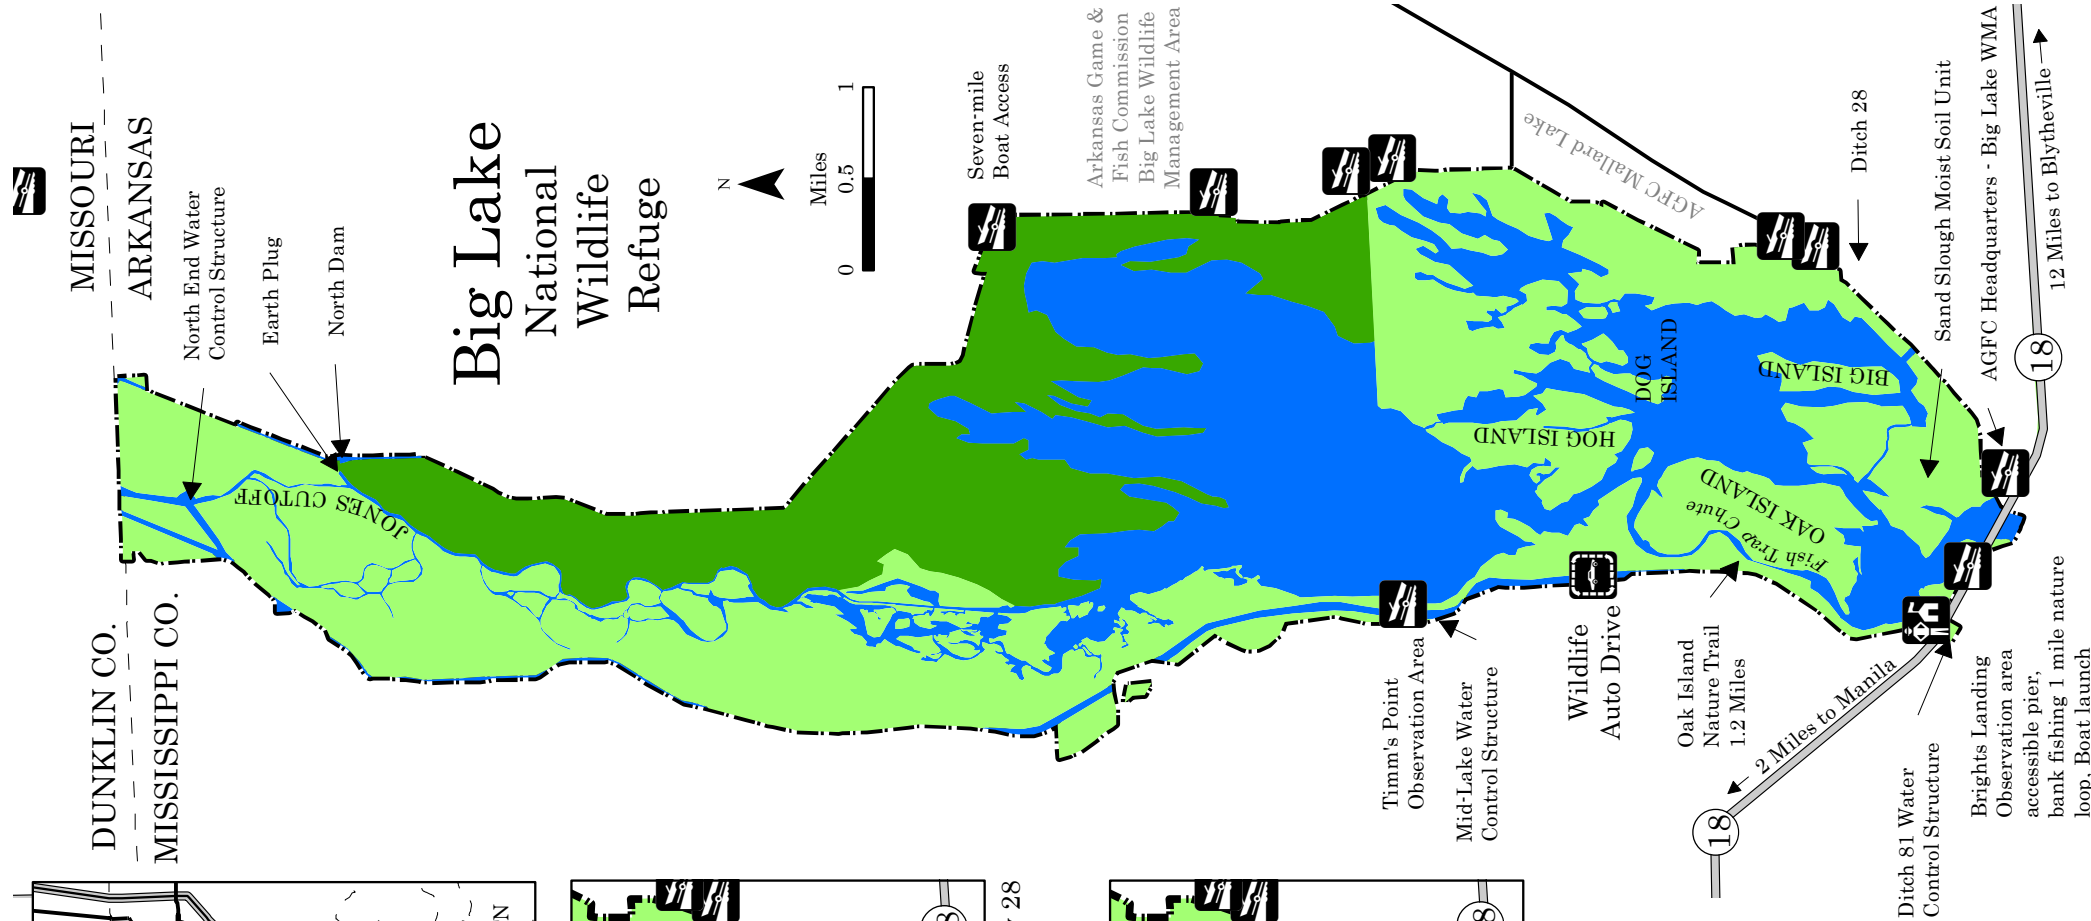 MISSOURI
ARKANSAS
DUNKLIN CO.
MISSISSIPPI CO.
North End Water
Control Structure
Earth Plug
North Dam
JONES CUTOFF
Big Lake
National
Wildlife
Refuge
N
Miles
0
0.5
1
Seven-mile
Boat Access
Arkansas Game &
Fish Commission
Big Lake Wildlife
Management Area
AGFC Mallard Lake
Ditch 28
Sand Slough Moist Soil Unit
AGFC Headquarters - Big Lake WMA
12 Miles to Blytheville
18
DOG
ISLAND
BIG ISLAND
HOG ISLAND
OAK ISLAND
Fish Trap Chute
Timm's Point
Observation Area
Mid-Lake Water
Control Structure
Wildlife
Auto Drive
Oak Island
Nature Trail
1.2 Miles
2 Miles to Manila
18
Ditch 81 Water
Control Structure
Brights Landing
Observation area
accessible pier,
bank fishing 1 mile nature
loop, Boat launch
N
28